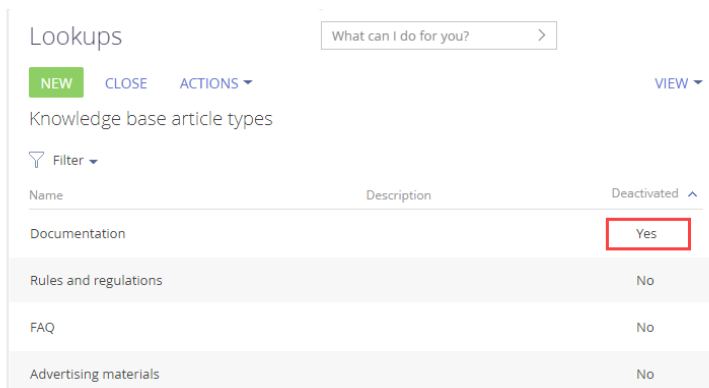 Lookups
What can I do for you?
NEW CLOSE ACTIONS VIEW
Knowledge base article types
Filter
Name Description Deactivated
Documentation Yes
Rules and regulations No
FAQ No
Advertising materials No